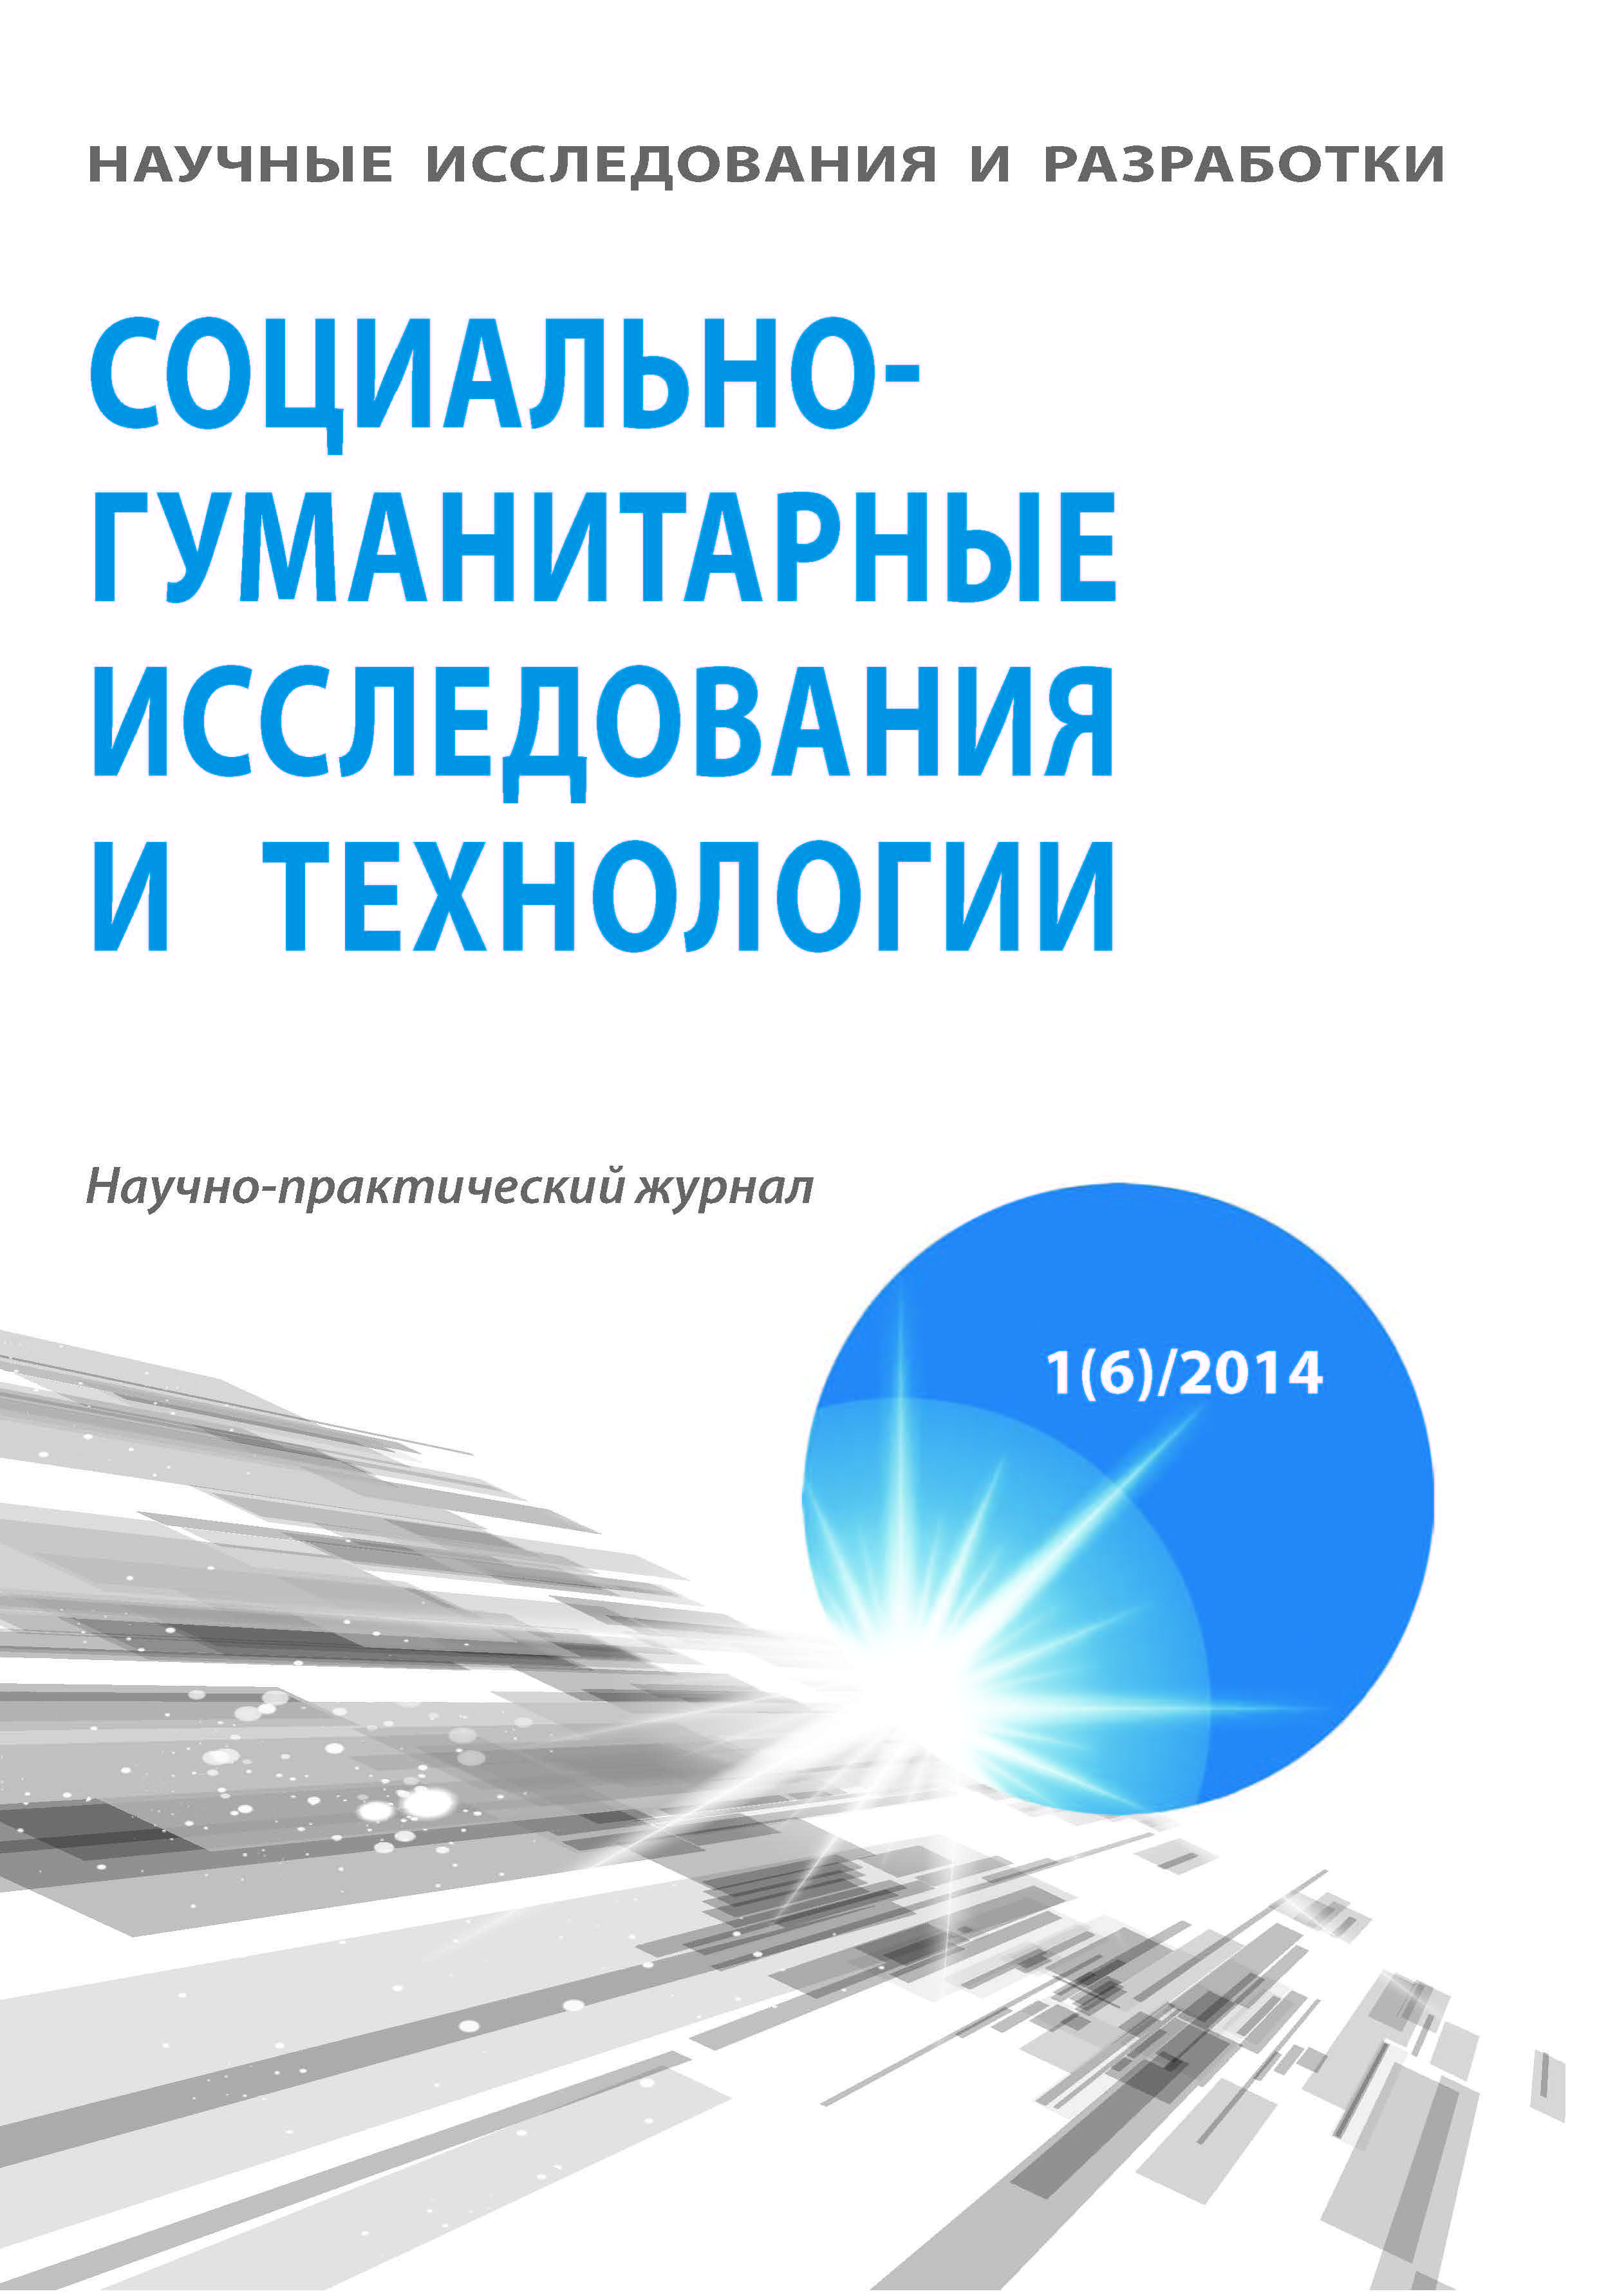 НАУЧНЫЕ ИССЛЕДОВАНИЯ И РАЗРАБОТКИ
СОЦИАЛЬНО-
ГУМАНИТАРНЫЕ
ИССЛЕДОВАНИЯ
И ТЕХНОЛОГИИ
Научно-практический журнал
1(6)/2014